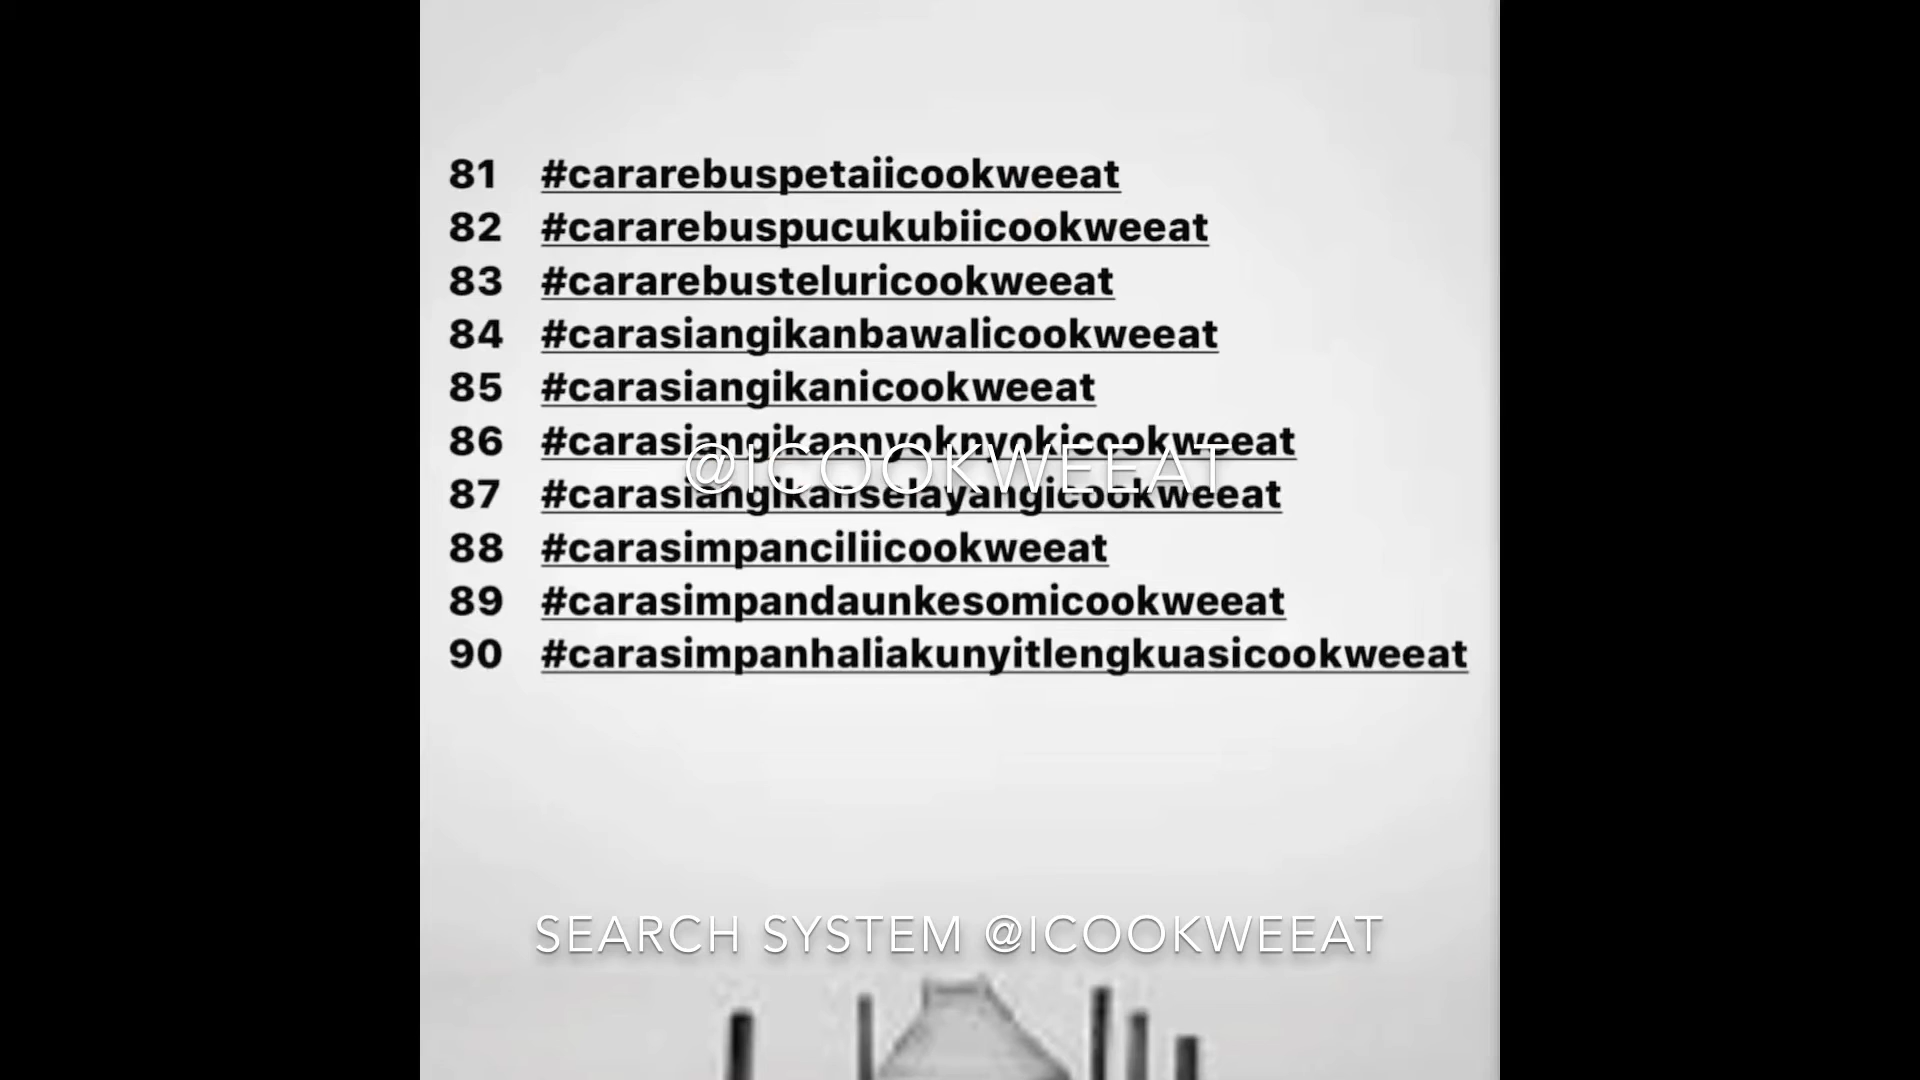 81 #cararebuspetaiicookweeat
82 #cararebuspucukubiicookweeat
83 #cararebusteluricookweeat
84 #carasiangikanbawalicookweeat
85 #carasiangikanicookweeat
86 #carasiangikannyoknyokicookweeat
@ICOOKWEEAT
87 #carasiangikanselayangicookweeat
88 #carasimpanciliicookweeat
89 #carasimpandaunkesomicookweeat
90 #carasimpanhaliakunyitlengkuasicookweeat
SEARCH SYSTEM @ICOOKWEEAT